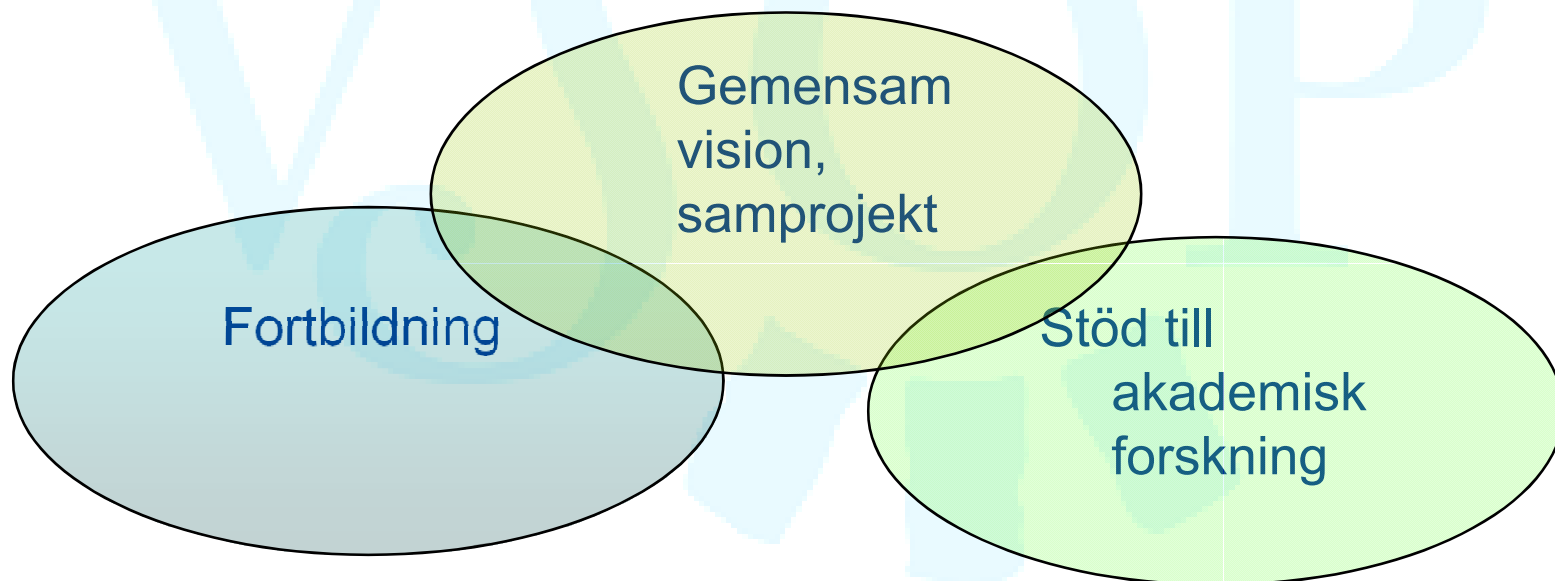 Gemensam
vision,
samprojekt
Fortbildning
Stöd till
akademisk
forskning